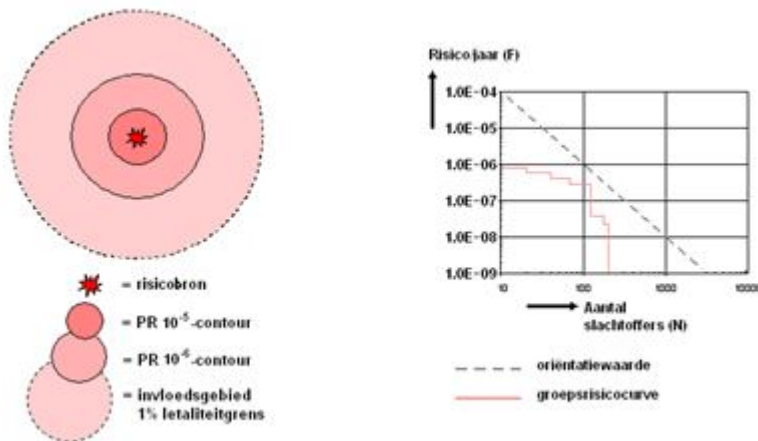 = risicobron
= PR 10⁻⁵-contour
= PR 10⁻⁶-contour
= invloedsgebied
1% letaliteitgrens
Risico/jaar (F)
1.0E-04
1.0E-05
1.0E-06
1.0E-07
1.0E-08
1.0E-09
10
100
1000
10000
Aantal
slachtoffers (N)
oriëntatiewaarde
groepsrisicocurve